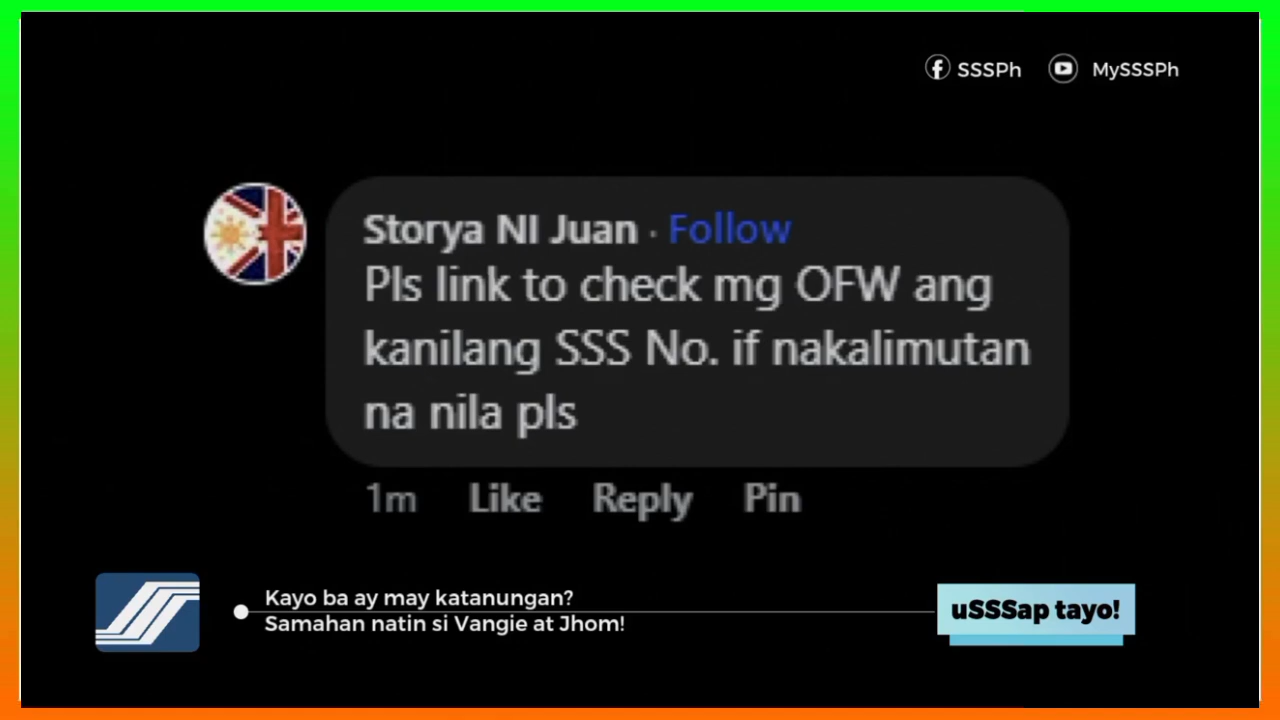 SSSPh MySSSPh
Storya NI Juan · Follow
Pls link to check mg OFW ang
kanilang SSS No. if nakalimutan
na nila pls
1m Like Reply Pin
Kayo ba ay may katanungan?
Samahan natin si Vangie at Jhom!
uSSSap tayo!